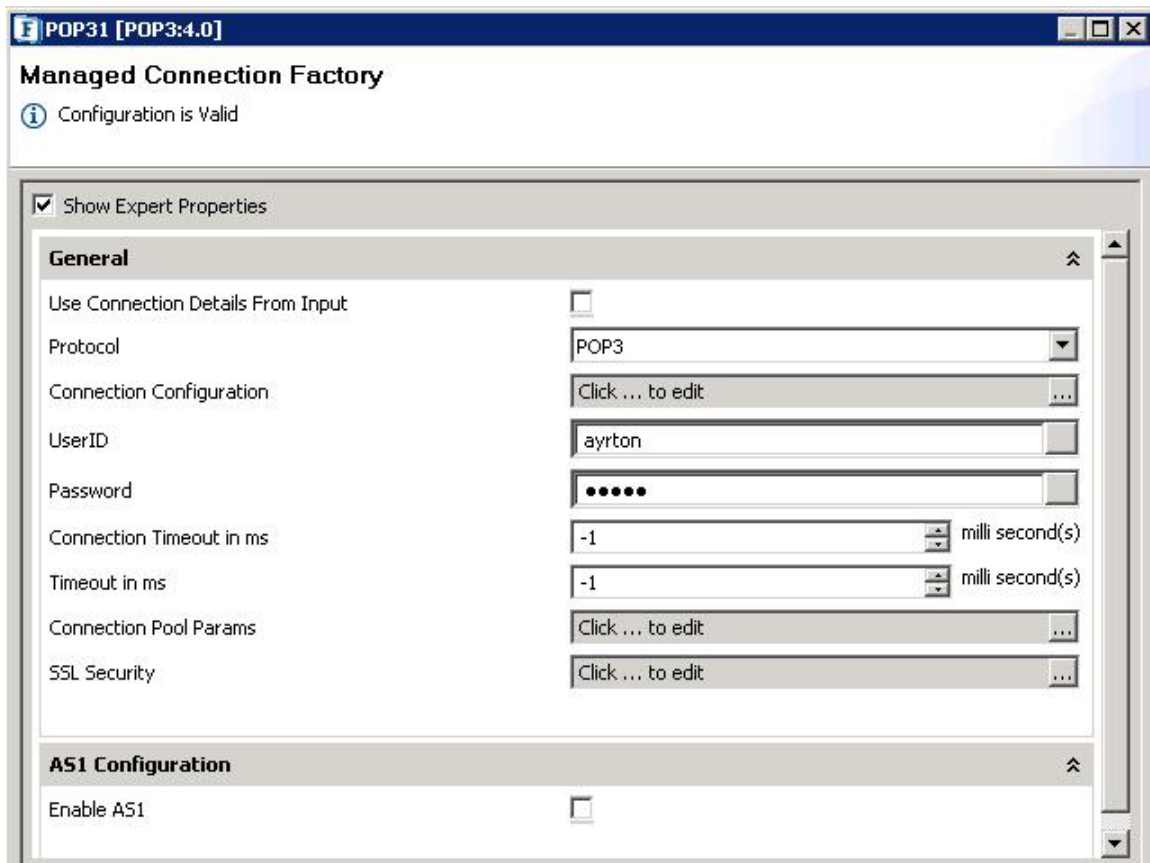 POP31 [POP3:4.0]
Managed Connection Factory
Configuration is Valid
Show Expert Properties
General
Use Connection Details From Input
Protocol POP3
Connection Configuration Click ... to edit ...
UserID ayrton
Password •••••
Connection Timeout in ms -1 milli second(s)
Timeout in ms -1 milli second(s)
Connection Pool Params Click ... to edit ...
SSL Security Click ... to edit ...
AS1 Configuration
Enable AS1